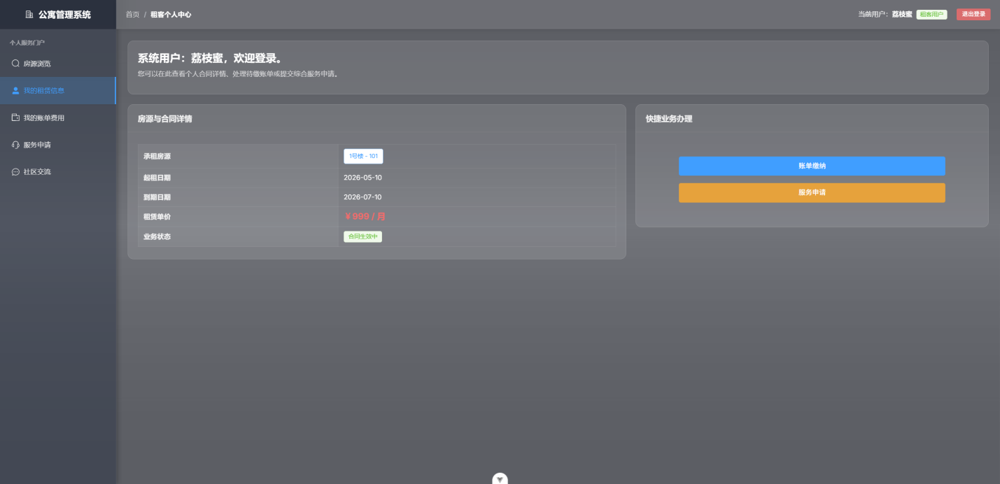 公寓管理系统
首页 / 租客个人中心
当前用户: 荔枝蜜 租客用户 退出登录
个人服务门户
房源浏览
我的租赁信息
我的账单费用
服务申请
社区交流
系统用户: 荔枝蜜, 欢迎登录。
您可以在此查看个人合同详情、处理待缴账单或提交综合服务申请。
房源与合同详情
承租房源 1号楼 - 101
起租日期 2026-05-10
到期日期 2026-07-10
租赁单价 ¥ 999 / 月
业务状态 合同生效中
快捷业务办理
账单缴纳
服务申请